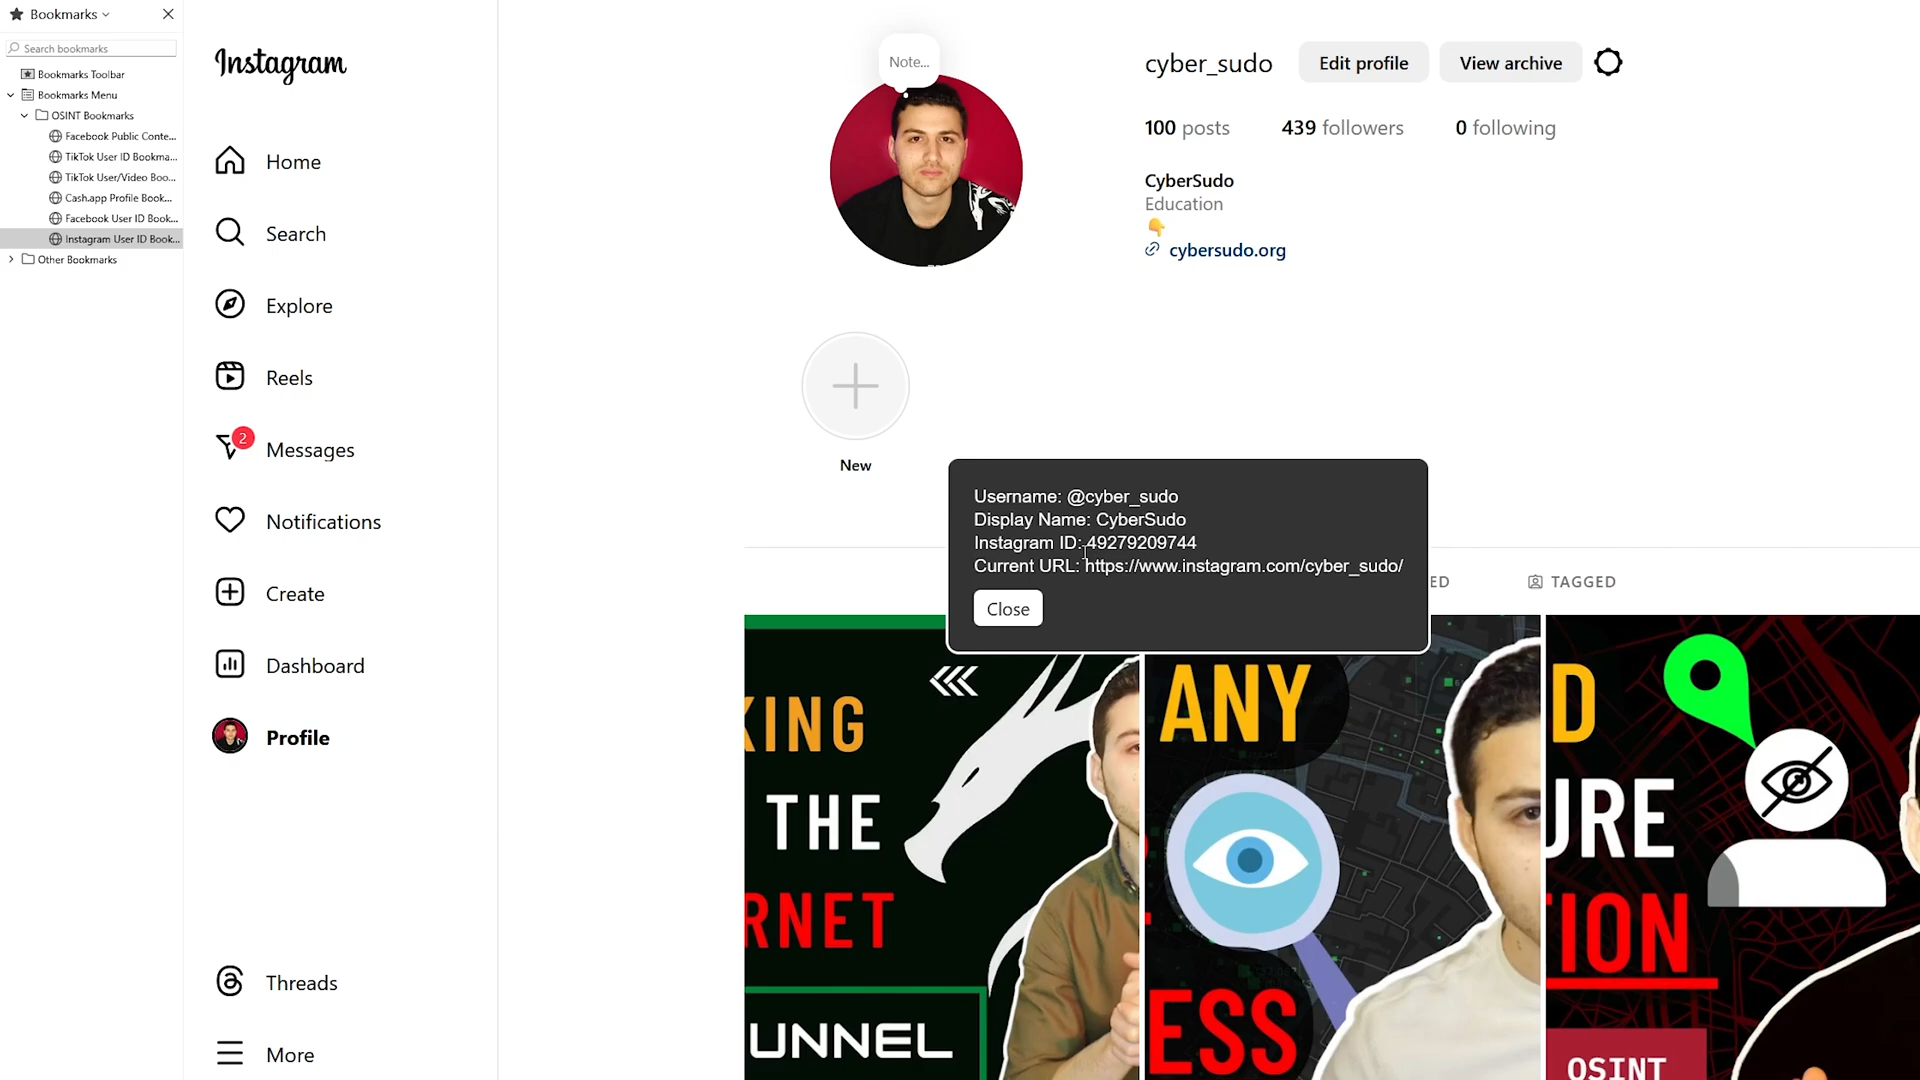 Bookmarks
Search bookmarks
Bookmarks Toolbar
Bookmarks Menu
OSINT Bookmarks
Facebook Public Conte...
TikTok User ID Bookma...
TikTok User/Video Boo...
Cash.app Profile Book...
Facebook User ID Book...
Instagram User ID Book...
Other Bookmarks
Instagram
Home
Search
Explore
Reels
2
Messages
Notifications
Create
Dashboard
Profile
Threads
More
Note...
cyber_sudo
Edit profile
View archive
100 posts
439 followers
0 following
CyberSudo
Education
👇
cybersudo.org
New
Username: @cyber_sudo
Display Name: CyberSudo
Instagram ID: 49279209744
Current URL: https://www.instagram.com/cyber_sudo/
Close
ED
TAGGED
KING
THE
RNET
UNNEL
ANY
ESS
D
URE
TION
OSINT